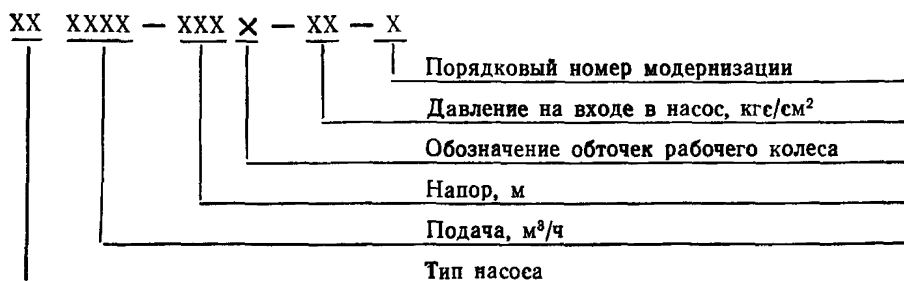 XX XXXX — XXX X — XX — X
Порядковый номер модернизации
Давление на входе в насос, кгс/см²
Обозначение обточек рабочего колеса
Напор, м
Подача, м³/ч
Тип насоса